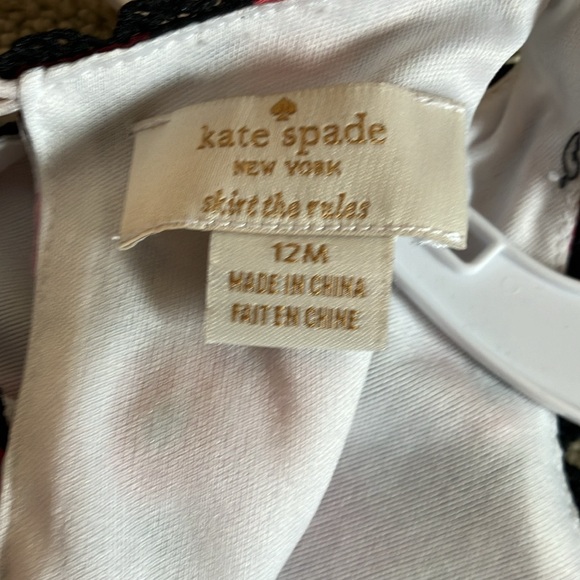 kate spade
NEW YORK
skirt the rules
12M
MADE IN CHINA
FAIT EN CHINE